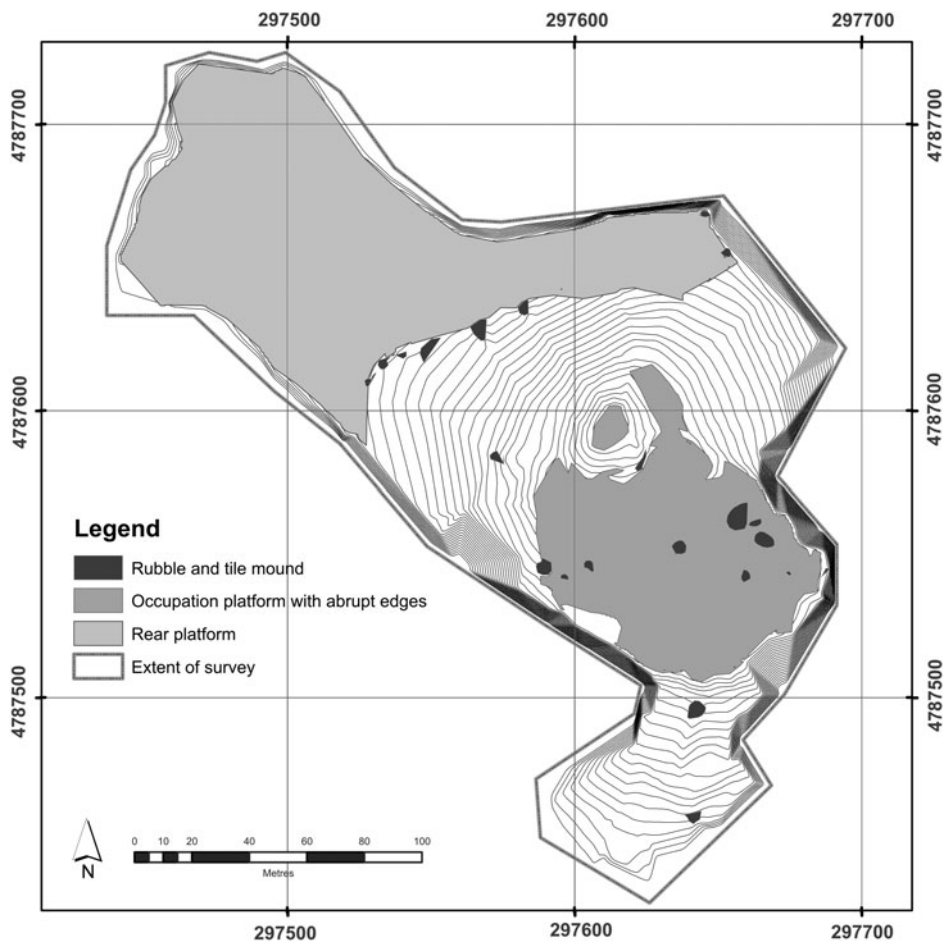 297500 297600 297700
4787700 4787700
4787600 4787600
4787500 4787500
Legend
Rubble and tile mound
Occupation platform with abrupt edges
Rear platform
Extent of survey
N
0 10 20 40 60 80 100
Metres
297500 297600 297700